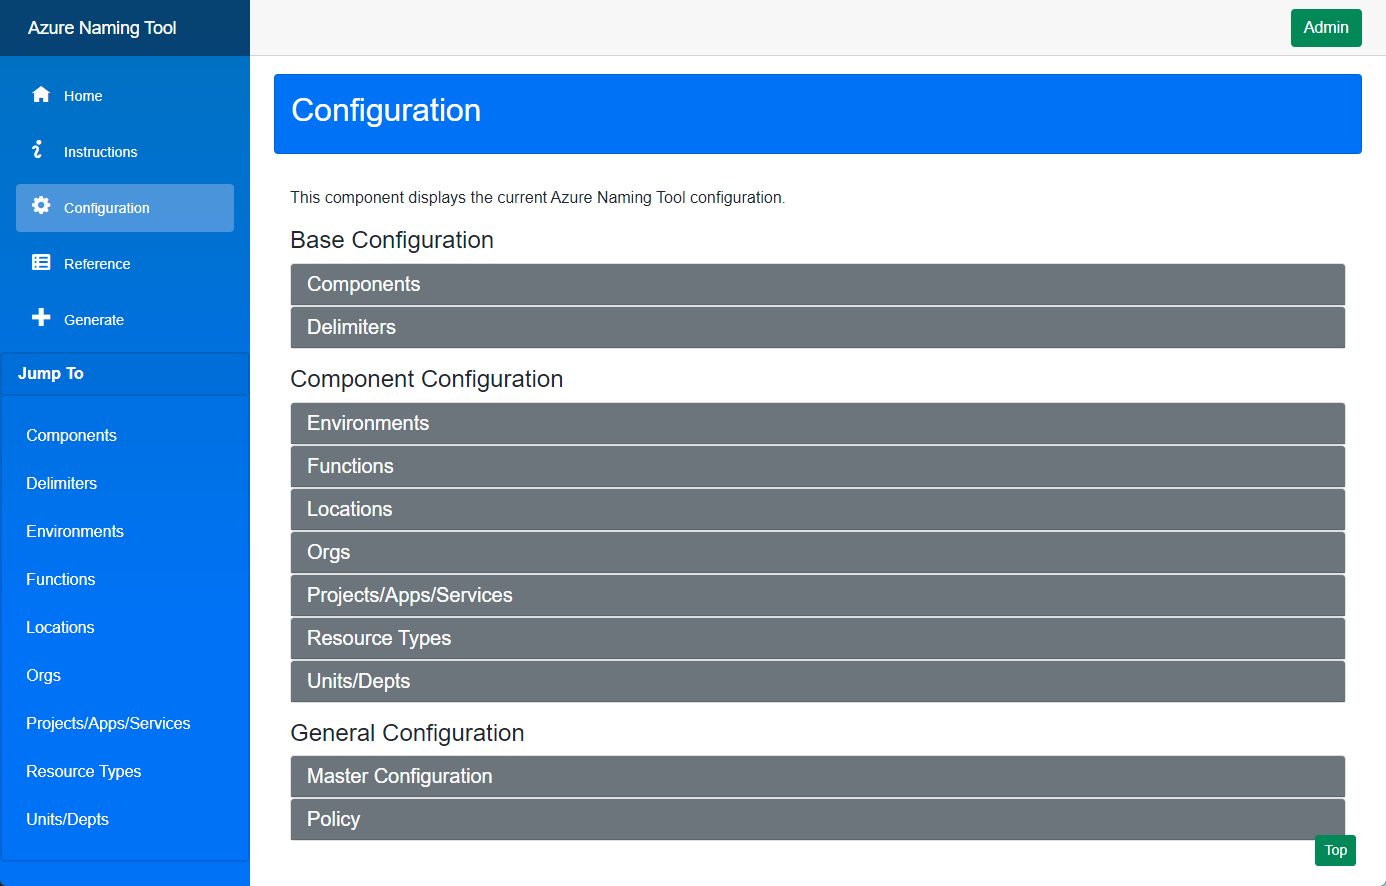 Azure Naming Tool
Admin
Home
Instructions
Configuration
Reference
Generate
Jump To
Components
Delimiters
Environments
Functions
Locations
Orgs
Projects/Apps/Services
Resource Types
Units/Depts
Configuration
This component displays the current Azure Naming Tool configuration.
Base Configuration
Components
Delimiters
Component Configuration
Environments
Functions
Locations
Orgs
Projects/Apps/Services
Resource Types
Units/Depts
General Configuration
Master Configuration
Policy
Top